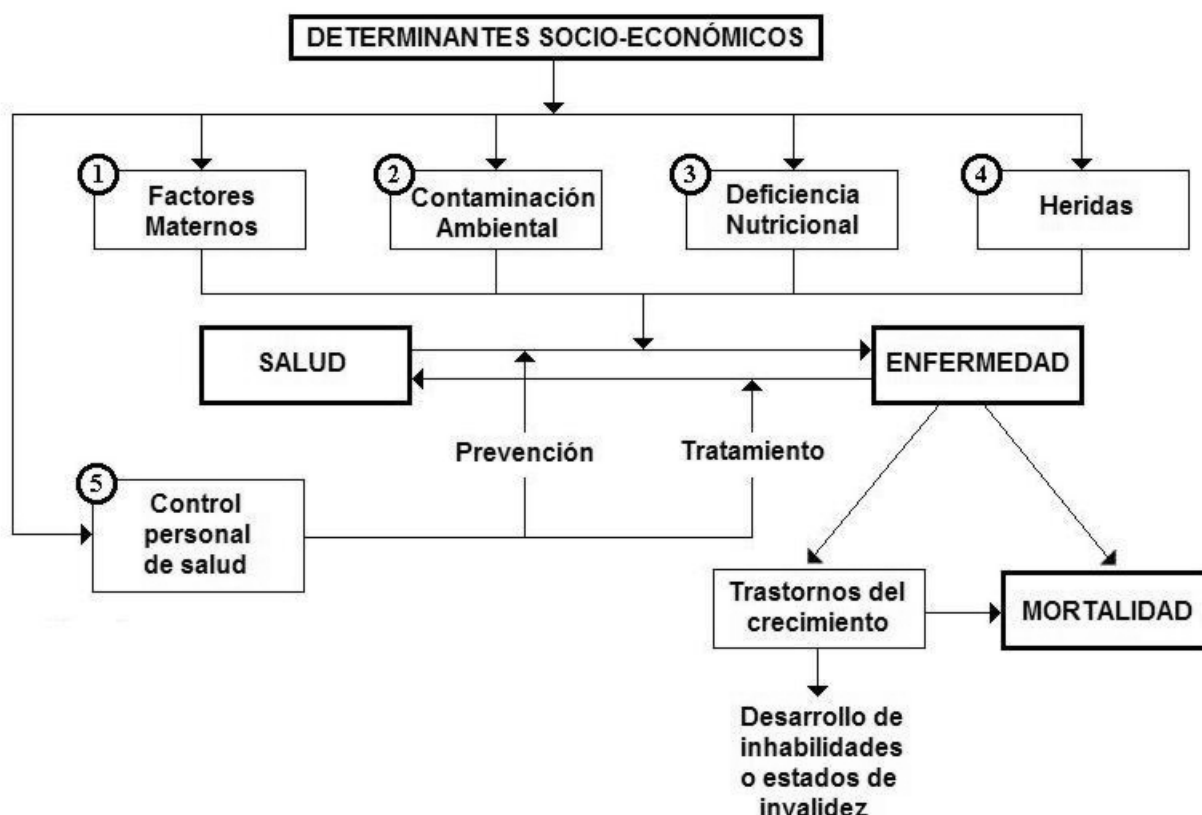 DETERMINANTES SOCIO-ECONÓMICOS
1
Factores
Maternos
2
Contaminación
Ambiental
3
Deficiencia
Nutricional
4
Heridas
SALUD
ENFERMEDAD
Prevención
Tratamiento
5
Control
personal
de salud
Trastornos del
crecimiento
MORTALIDAD
Desarrollo de
inhabilidades
o estados de
invalidez